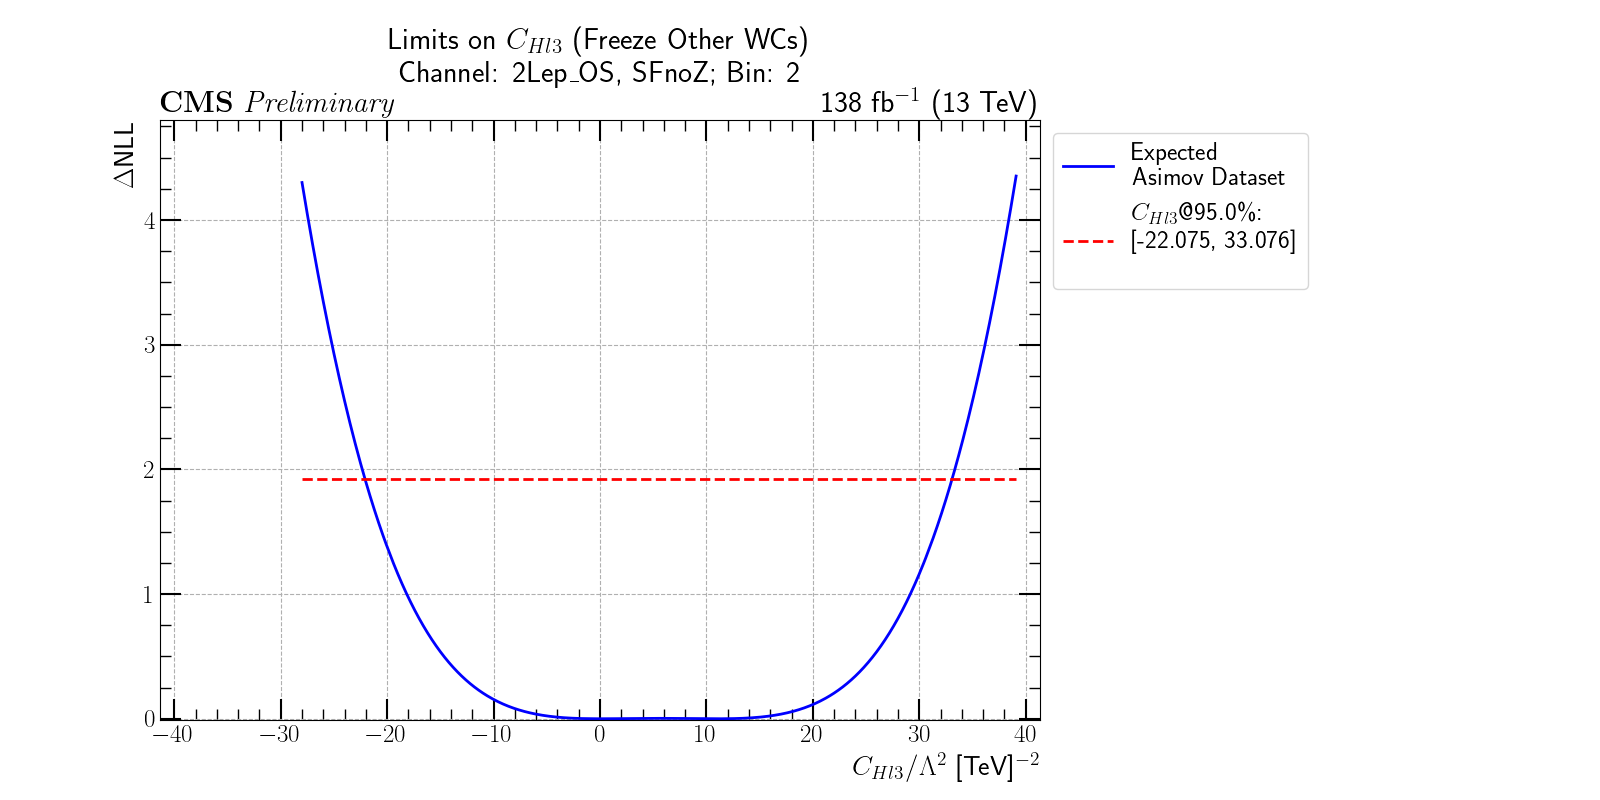 Limits on C_{Hl3} (Freeze Other WCs)
Channel: 2Lep_OS, SFnoZ; Bin: 2
CMS Preliminary 138 fb^{-1} (13 TeV)
ΔNLL
4
3
2
1
0
−40 −30 −20 −10 0 10 20 30 40
C_{Hl3}/Λ^2 [TeV]^{-2}
Expected
Asimov Dataset
C_{Hl3}@95.0%:
[-22.075, 33.076]